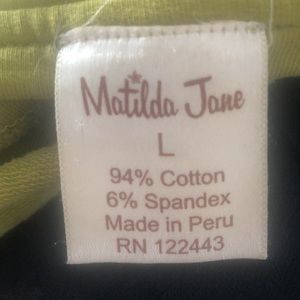 Matilda Jane
L
94% Cotton
6% Spandex
Made in Peru
RN 122443